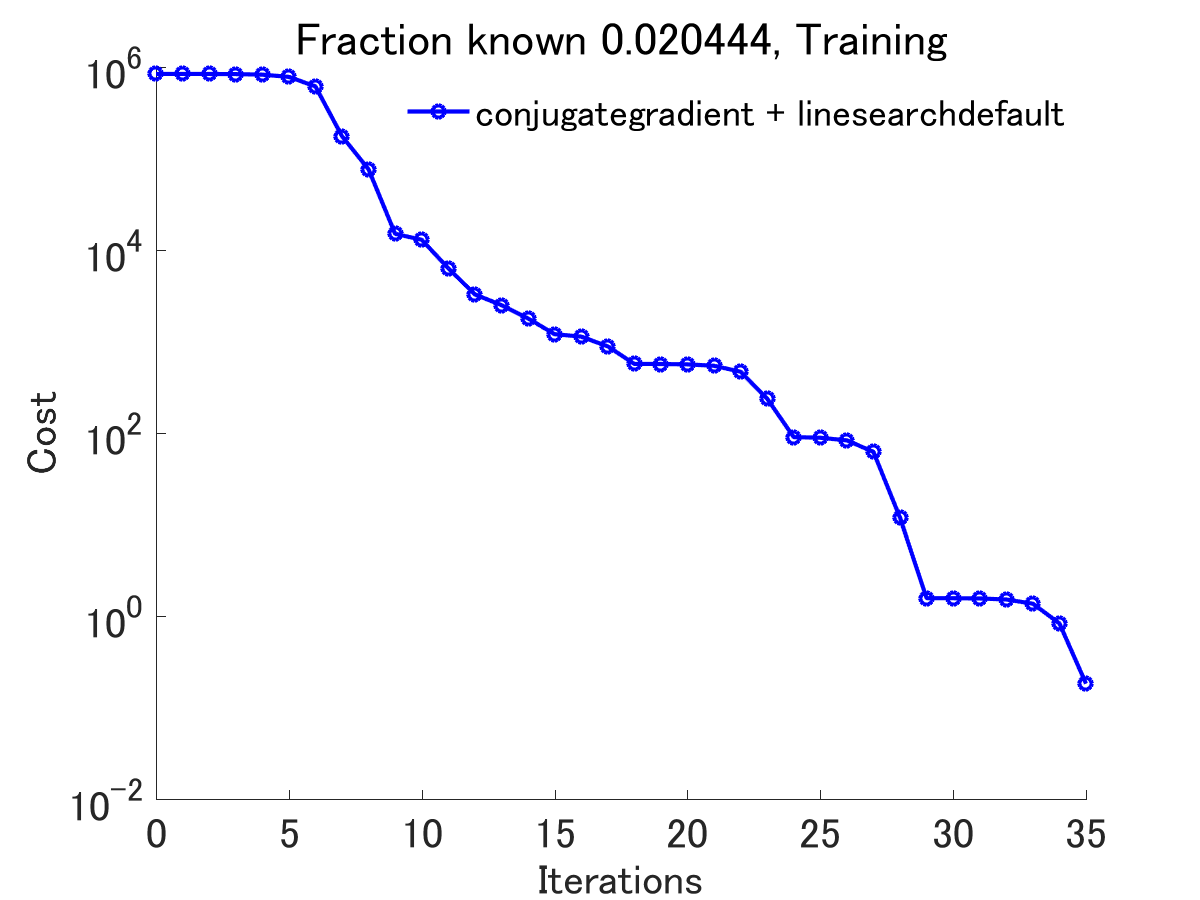 Fraction known 0.020444, Training
conjugategradient + linesearchdefault
10^6
10^4
10^2
10^0
10^-2
Cost
0 5 10 15 20 25 30 35
Iterations